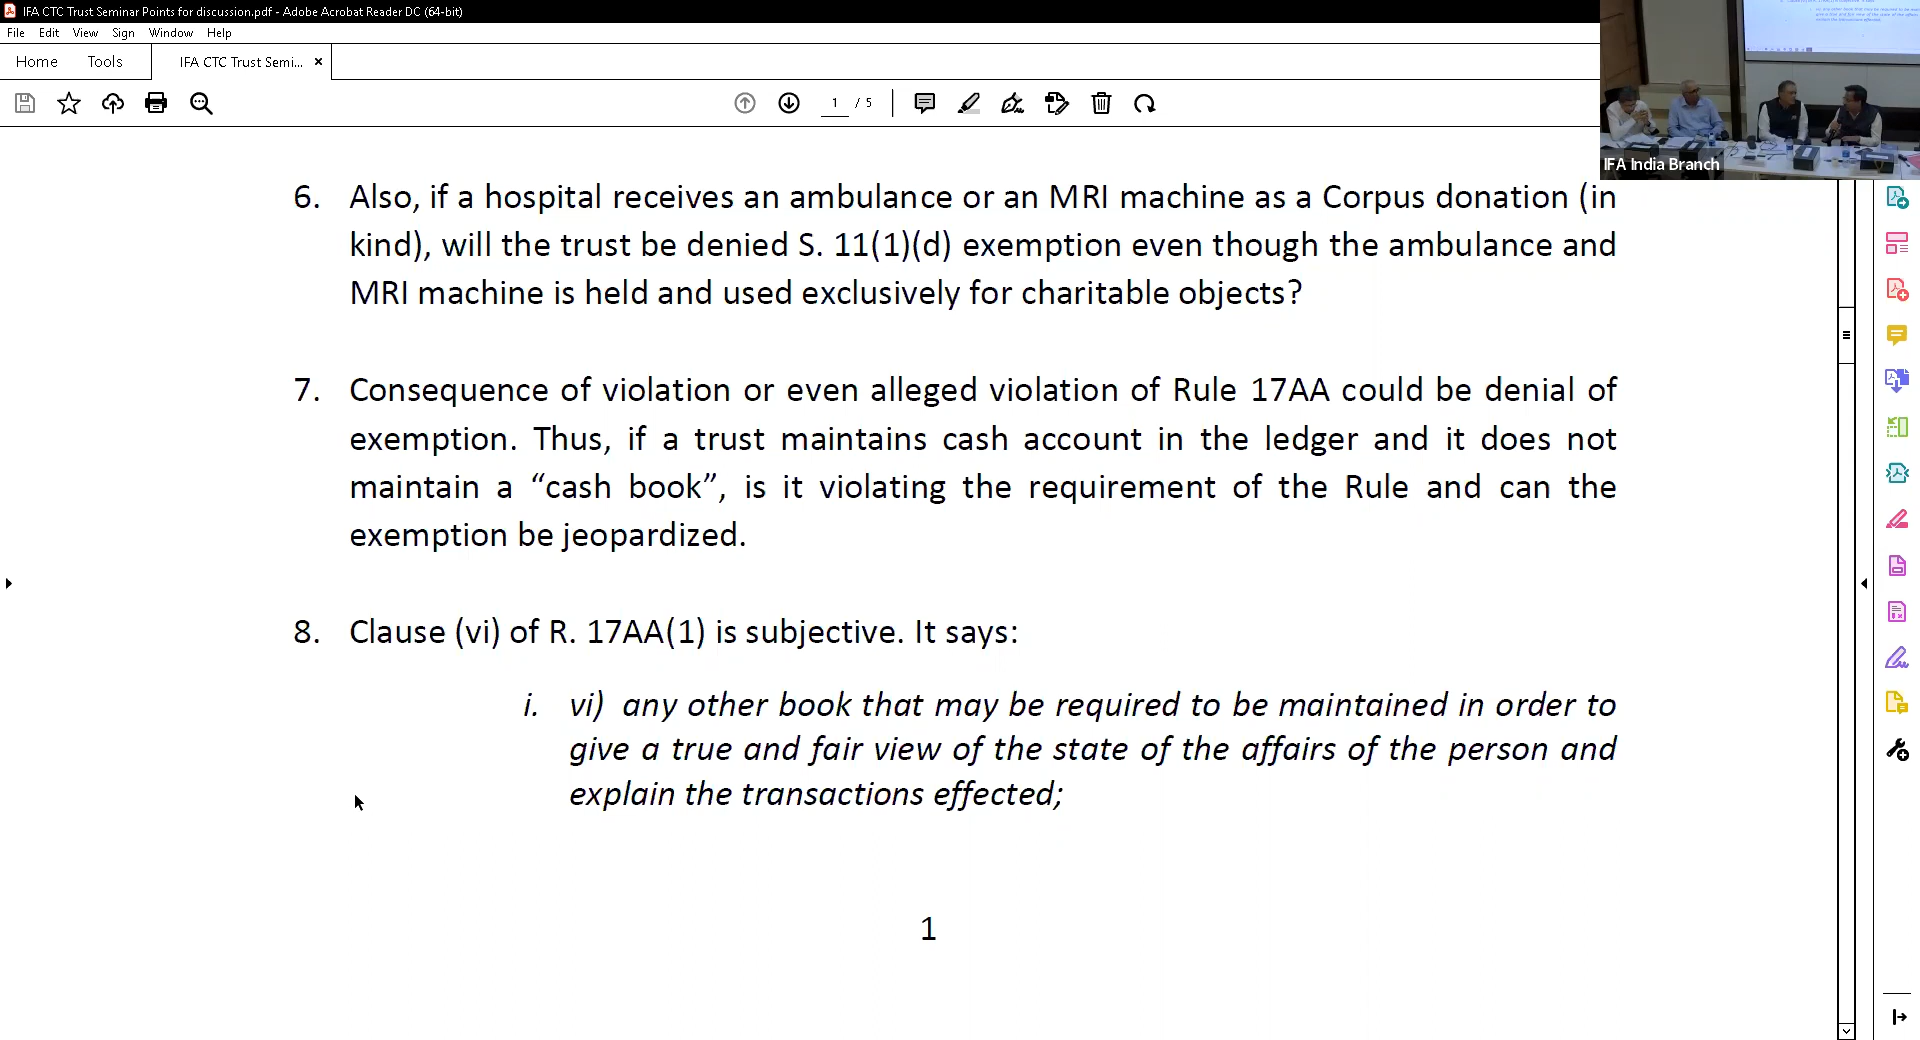 IFA CTC Trust Seminar Points for discussion.pdf - Adobe Acrobat Reader DC (64-bit)
File Edit View Sign Window Help
Home Tools IFA CTC Trust Semi... ×
1 / 5
IFA India Branch
6. Also, if a hospital receives an ambulance or an MRI machine as a Corpus donation (in
kind), will the trust be denied S. 11(1)(d) exemption even though the ambulance and
MRI machine is held and used exclusively for charitable objects?
7. Consequence of violation or even alleged violation of Rule 17AA could be denial of
exemption. Thus, if a trust maintains cash account in the ledger and it does not
maintain a “cash book”, is it violating the requirement of the Rule and can the
exemption be jeopardized.
8. Clause (vi) of R. 17AA(1) is subjective. It says:
i. vi) any other book that may be required to be maintained in order to
give a true and fair view of the state of the affairs of the person and
explain the transactions effected;
1